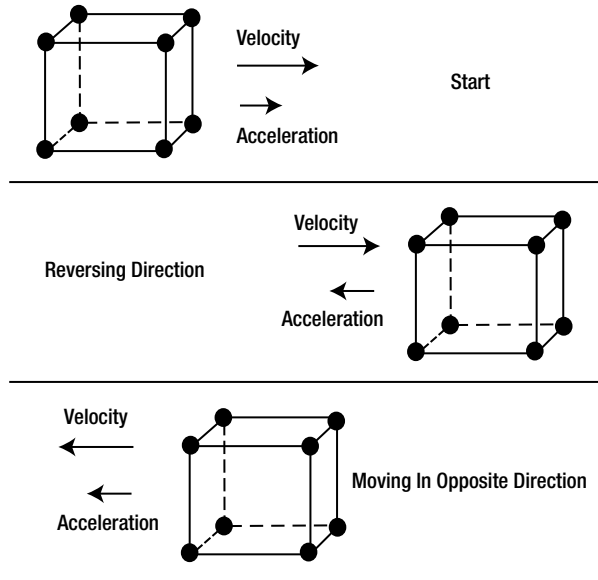 Velocity
Start
Acceleration
Velocity
Reversing Direction
Acceleration
Velocity
Moving In Opposite Direction
Acceleration